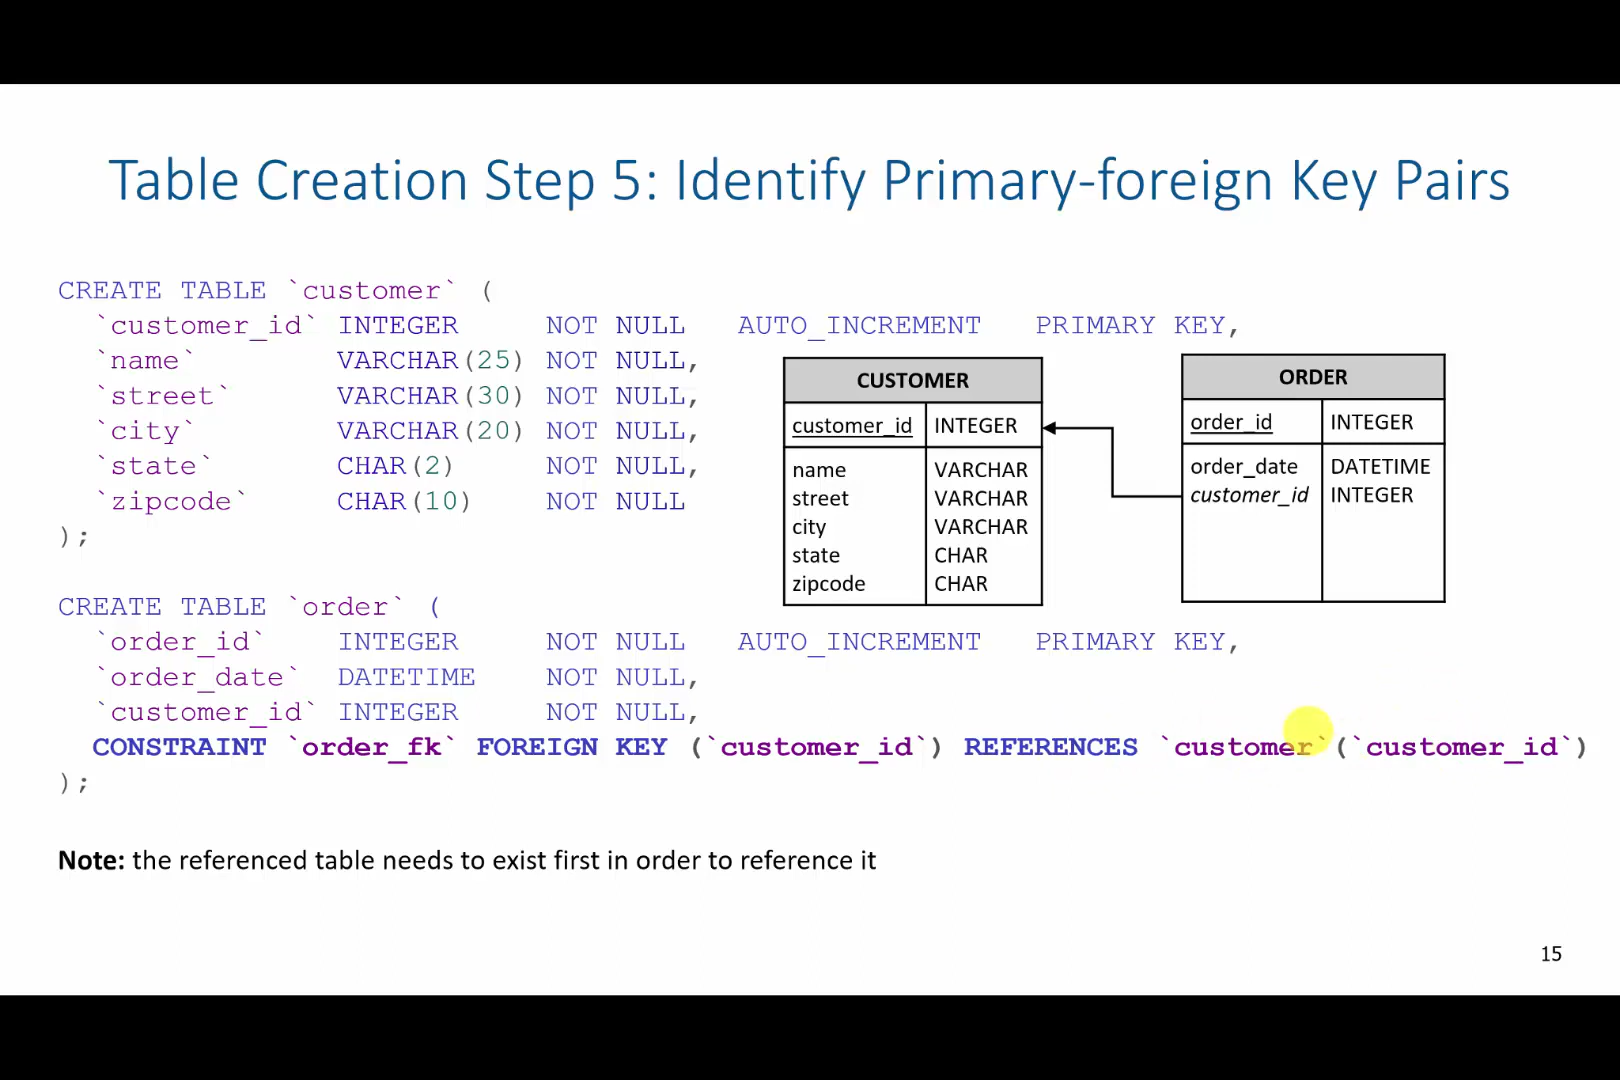 Table Creation Step 5: Identify Primary-foreign Key Pairs
CREATE TABLE `customer` (
`customer_id` INTEGER NOT NULL AUTO_INCREMENT PRIMARY KEY,
`name` VARCHAR(25) NOT NULL,
`street` VARCHAR(30) NOT NULL,
`city` VARCHAR(20) NOT NULL,
`state` CHAR(2) NOT NULL,
`zipcode` CHAR(10) NOT NULL
);
CUSTOMER
customer_id INTEGER
name VARCHAR
street VARCHAR
city VARCHAR
state CHAR
zipcode CHAR
ORDER
order_id INTEGER
order_date DATETIME
customer_id INTEGER
CREATE TABLE `order` (
`order_id` INTEGER NOT NULL AUTO_INCREMENT PRIMARY KEY,
`order_date` DATETIME NOT NULL,
`customer_id` INTEGER NOT NULL,
CONSTRAINT `order_fk` FOREIGN KEY (`customer_id`) REFERENCES `customer`(`customer_id`)
);
Note: the referenced table needs to exist first in order to reference it
15